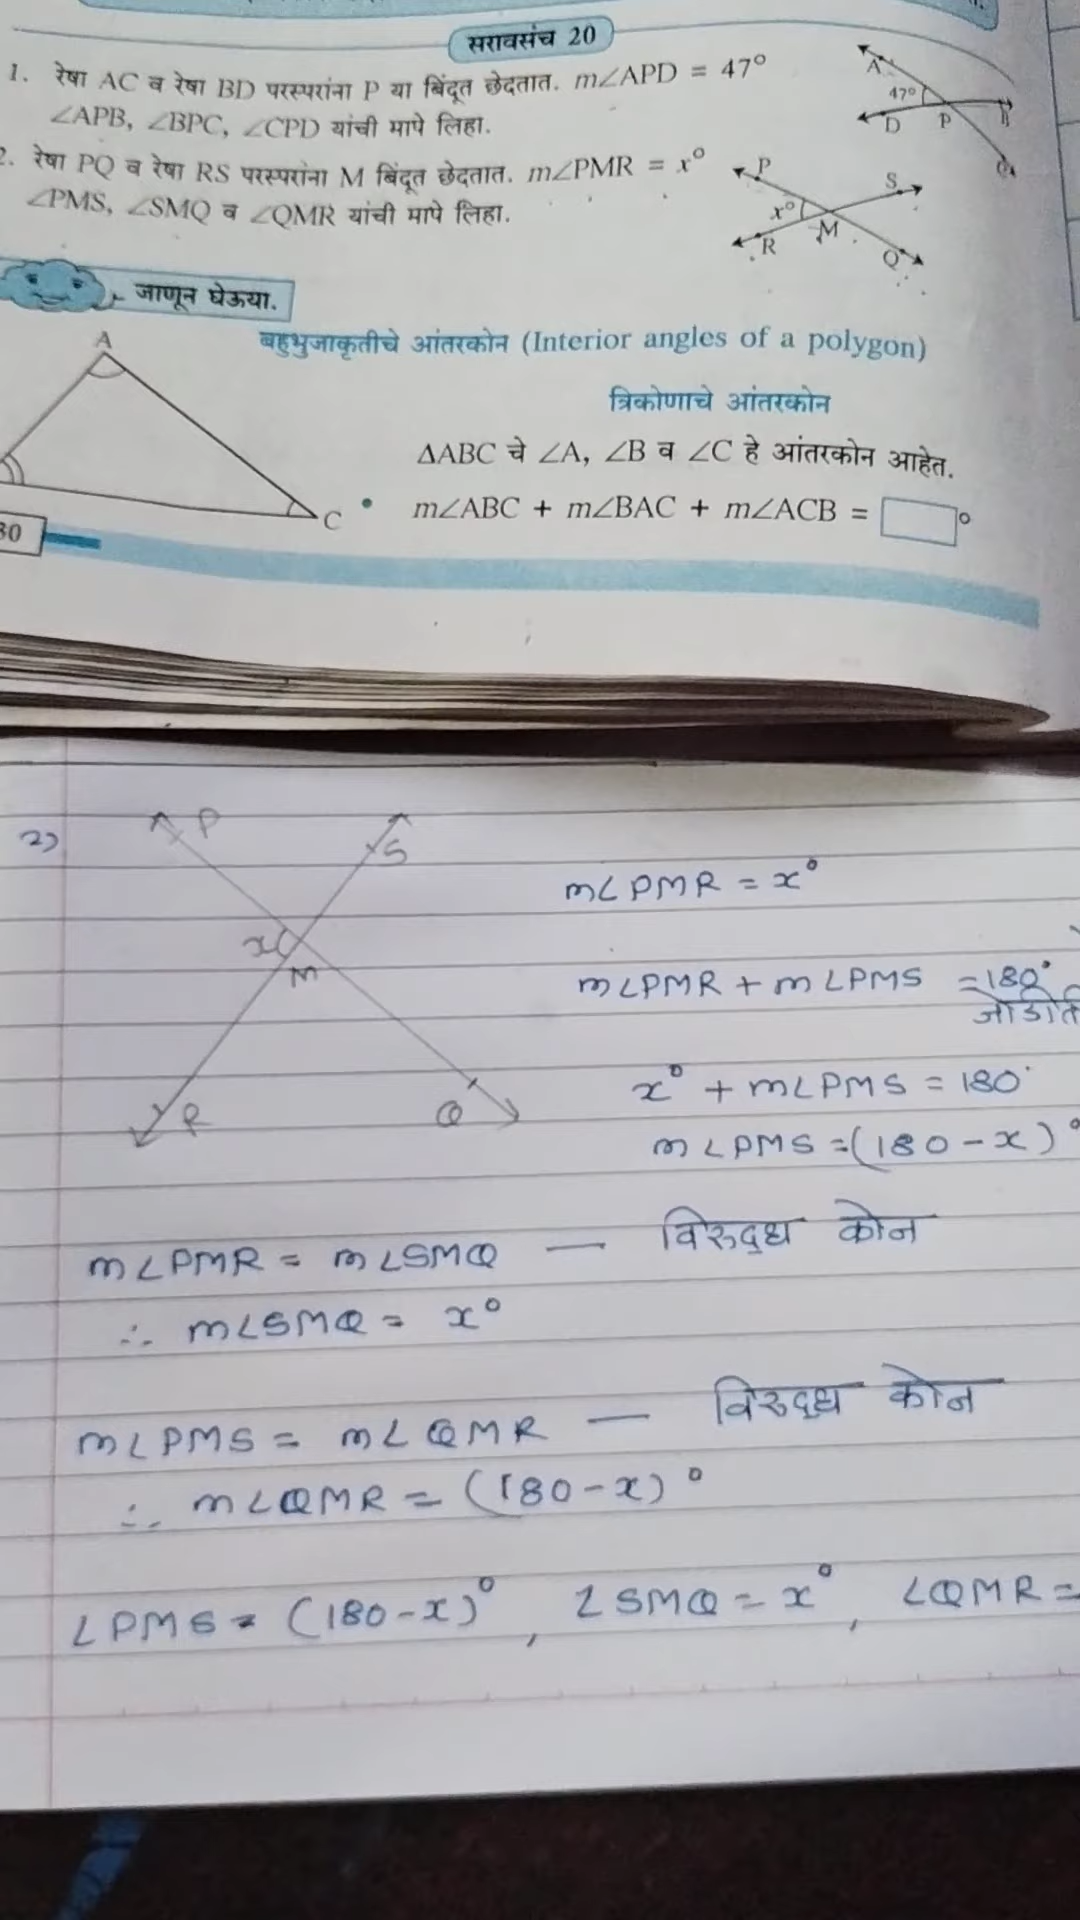 सरावसंच 20
1. रेषा AC व रेषा BD परस्परांना P या बिंदूत छेदतात. m∠APD = 47°
∠APB, ∠BPC, ∠CPD यांची मापे लिहा.
A
47°
D P B
2. रेषा PQ व रेषा RS परस्परांना M बिंदूत छेदतात. m∠PMR = x°
∠PMS, ∠SMQ व ∠QMR यांची मापे लिहा.
P
S
x°
M
R
Q
जाणून घेऊया.
बहुभुजाकृतीचे आंतरकोन (Interior angles of a polygon)
त्रिकोणाचे आंतरकोन
A
ΔABC चे ∠A, ∠B व ∠C हे आंतरकोन आहेत.
C
• m∠ABC + m∠BAC + m∠ACB = °
30
2)
P
S
x
M
R
Q
m∠PMR = x°
m∠PMR + m∠PMS = 180°
x° + m∠PMS = 180°
m∠PMS = (180 - x)°
m∠PMR = m∠SMQ — विरुद्ध कोन
∴ m∠SMQ = x°
m∠PMS = m∠QMR — विरुद्ध कोन
∴ m∠QMR = (180 - x)°
∠PMS = (180 - x)°, ∠SMQ = x°, ∠QMR =